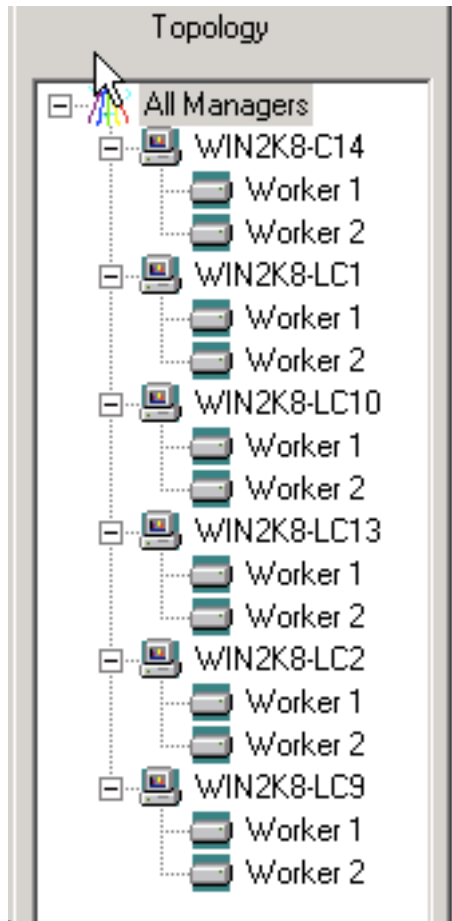 Topology
All Managers
WIN2K8-C14
Worker 1
Worker 2
WIN2K8-LC1
Worker 1
Worker 2
WIN2K8-LC10
Worker 1
Worker 2
WIN2K8-LC13
Worker 1
Worker 2
WIN2K8-LC2
Worker 1
Worker 2
WIN2K8-LC9
Worker 1
Worker 2